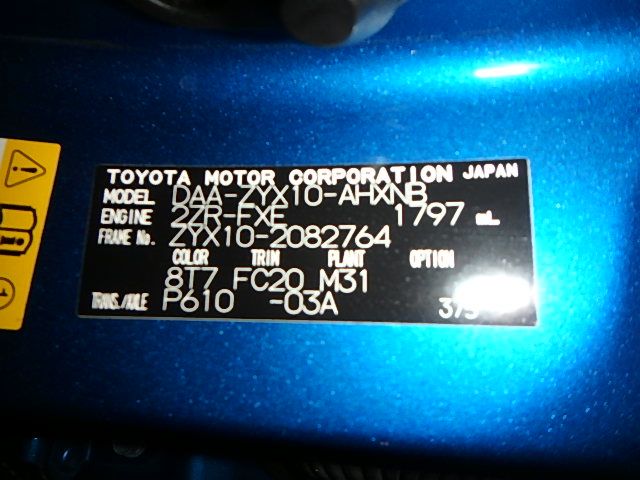 TOYOTA MOTOR CORPORATION JAPAN
MODEL DAA-ZYX10-AHXNB
ENGINE 2ZR-FXE 1797 mL
FRAME No. ZYX10-2082764
COLOR TRIM PLANT OPTION
8T7 FC20 M31
TRANS./AXLE P610 -03A